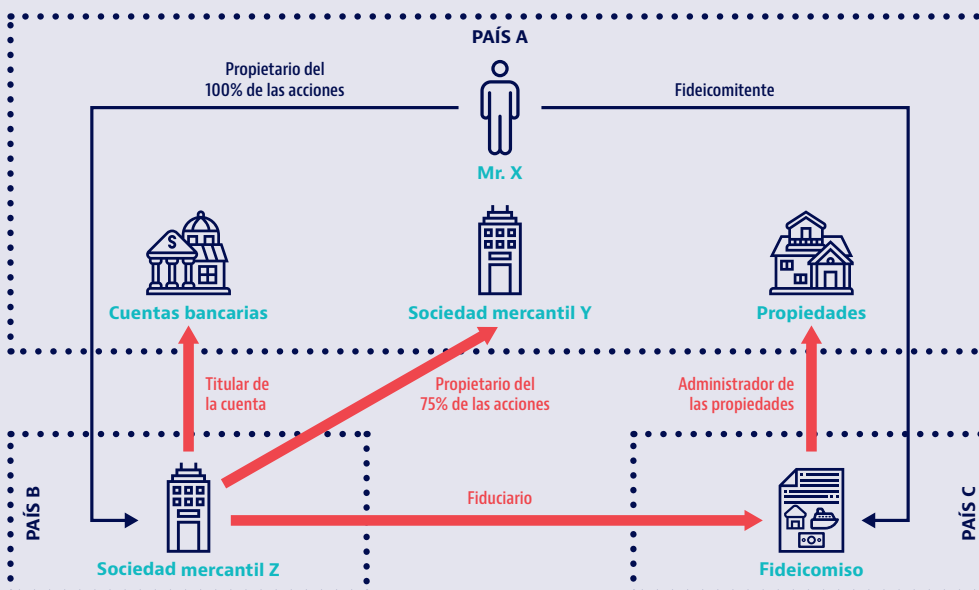 PAÍS A
Propietario del
100% de las acciones
Fideicomitente
Mr. X
$
Cuentas bancarias
Sociedad mercantil Y
Propiedades
Titular de
la cuenta
Propietario del
75% de las acciones
Administrador de
las propiedades
PAÍS B
Fiduciario
PAÍS C
Sociedad mercantil Z
Fideicomiso